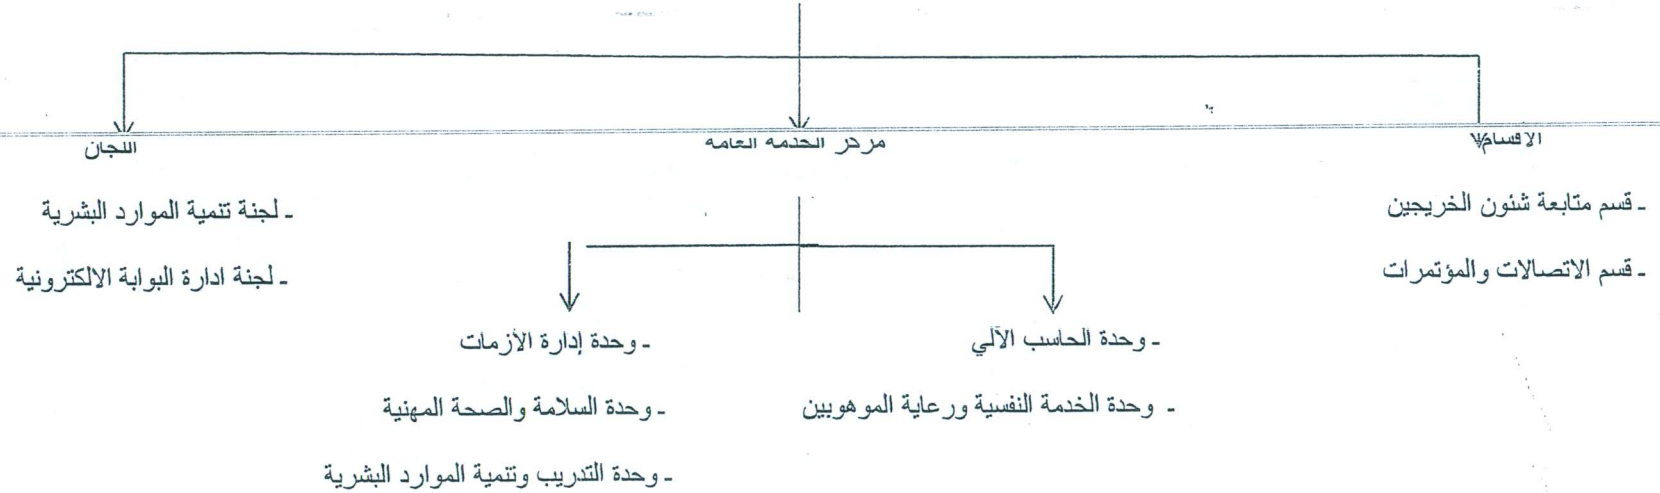 الاقسام
مركز الخدمة العامة
اللجان
- قسم متابعة شئون الخريجين
- قسم الاتصالات والمؤتمرات
- وحدة الحاسب الآلي
- وحدة الخدمة النفسية ورعاية الموهوبين
- وحدة إدارة الأزمات
- وحدة السلامة والصحة المهنية
- وحدة التدريب وتنمية الموارد البشرية
- لجنة تنمية الموارد البشرية
- لجنة ادارة البوابة الالكترونية